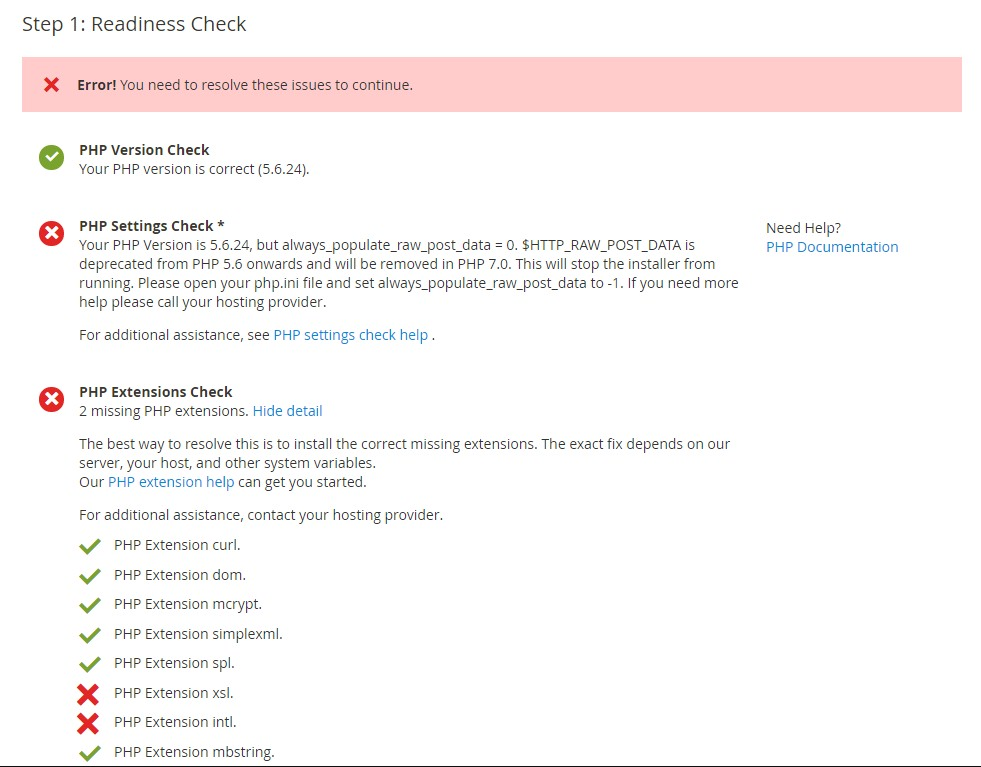 Step 1: Readiness Check
Error! You need to resolve these issues to continue.
PHP Version Check
Your PHP version is correct (5.6.24).
PHP Settings Check *
Your PHP Version is 5.6.24, but always_populate_raw_post_data = 0. $HTTP_RAW_POST_DATA is
deprecated from PHP 5.6 onwards and will be removed in PHP 7.0. This will stop the installer from
running. Please open your php.ini file and set always_populate_raw_post_data to -1. If you need more
help please call your hosting provider.
For additional assistance, see PHP settings check help .
Need Help?
PHP Documentation
PHP Extensions Check
2 missing PHP extensions. Hide detail
The best way to resolve this is to install the correct missing extensions. The exact fix depends on our
server, your host, and other system variables.
Our PHP extension help can get you started.
For additional assistance, contact your hosting provider.
PHP Extension curl.
PHP Extension dom.
PHP Extension mcrypt.
PHP Extension simplexml.
PHP Extension spl.
PHP Extension xsl.
PHP Extension intl.
PHP Extension mbstring.